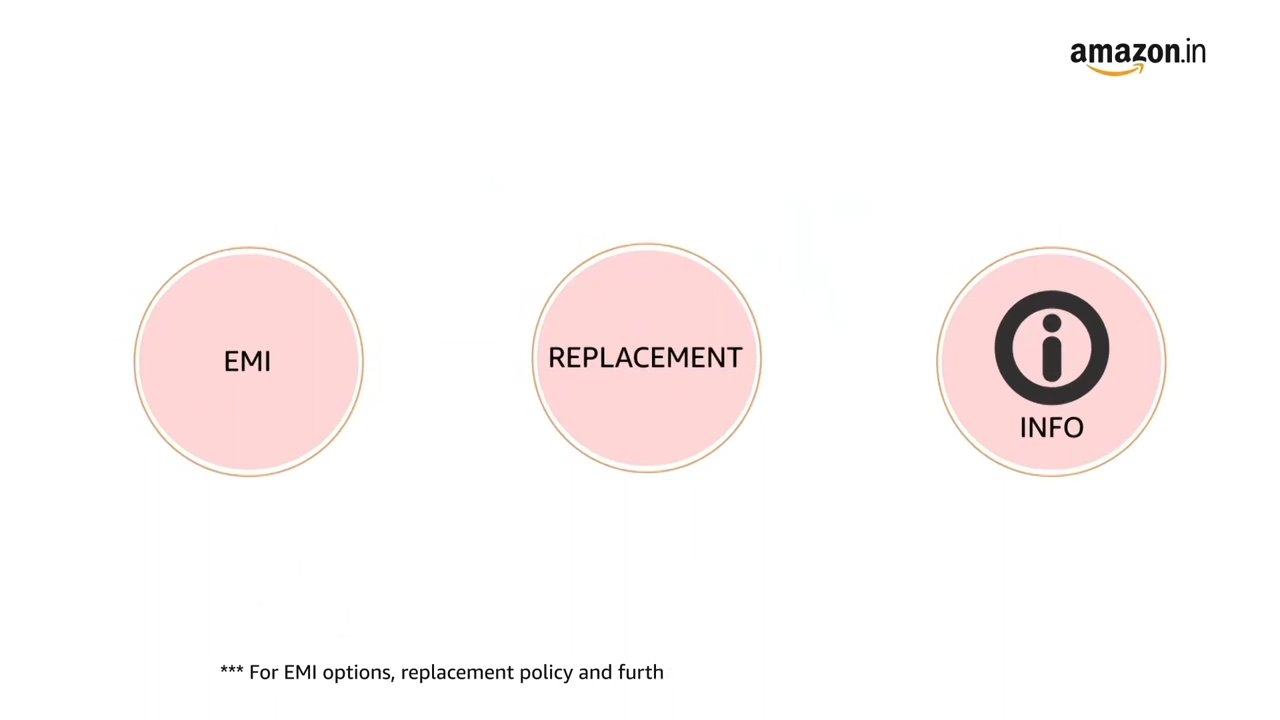 amazon.in
EMI
REPLACEMENT
INFO
*** For EMI options, replacement policy and furth